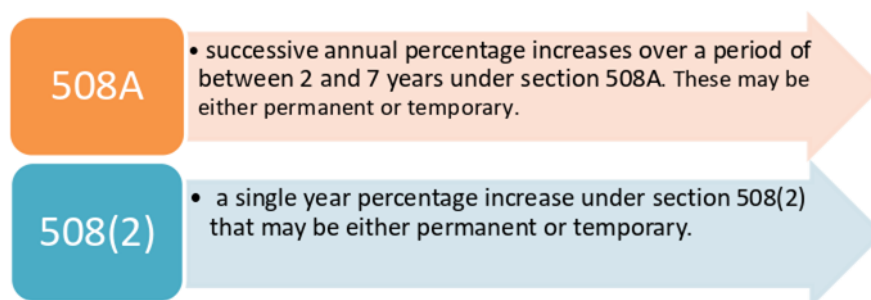 508A
• successive annual percentage increases over a period of
between 2 and 7 years under section 508A. These may be
either permanent or temporary.
508(2)
• a single year percentage increase under section 508(2)
that may be either permanent or temporary.